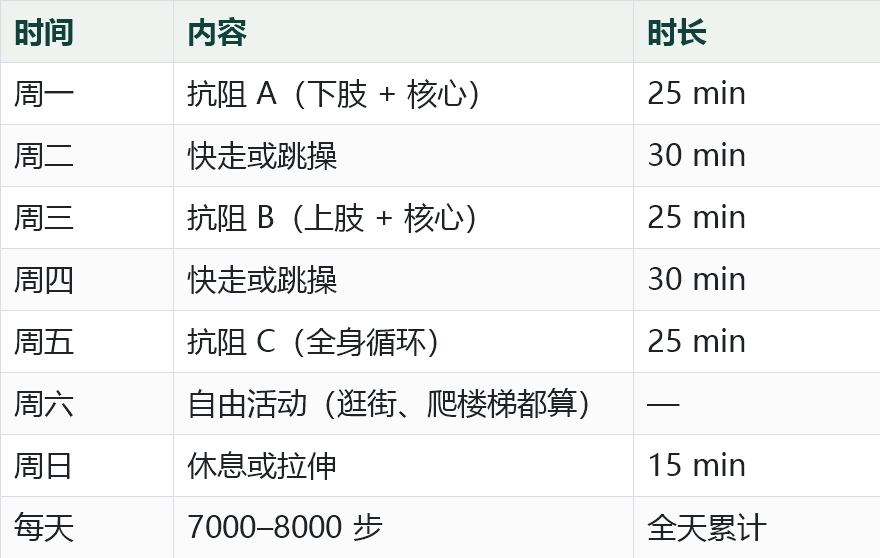 时间 内容 时长
周一 抗阻 A（下肢 + 核心） 25 min
周二 快走或跳操 30 min
周三 抗阻 B（上肢 + 核心） 25 min
周四 快走或跳操 30 min
周五 抗阻 C（全身循环） 25 min
周六 自由活动（逛街、爬楼梯都算） —
周日 休息或拉伸 15 min
每天 7000–8000 步 全天累计